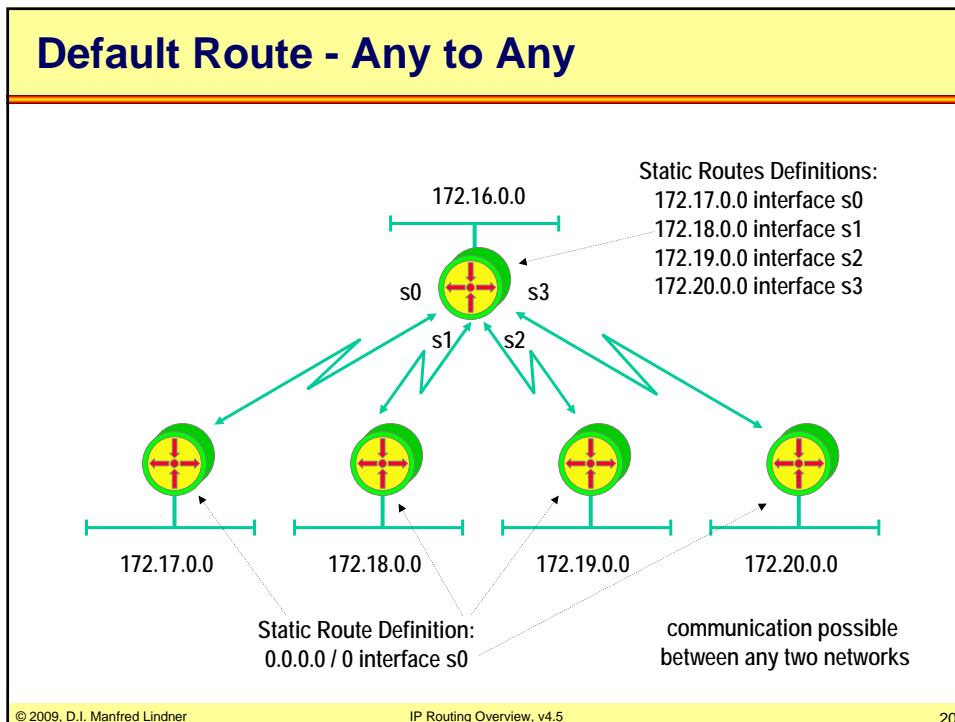 Default Route - Any to Any
Static Routes Definitions:
172.17.0.0 interface s0
172.18.0.0 interface s1
172.19.0.0 interface s2
172.20.0.0 interface s3
172.16.0.0
s0
s3
s1
s2
172.17.0.0
172.18.0.0
172.19.0.0
172.20.0.0
Static Route Definition:
0.0.0.0 / 0 interface s0
communication possible
between any two networks
© 2009, D.I. Manfred Lindner
IP Routing Overview, v4.5
20